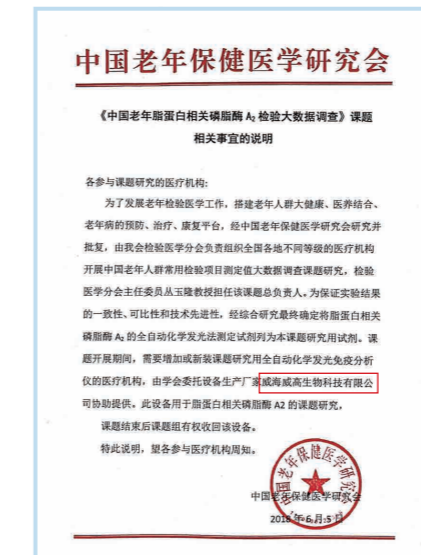 中国老年保健医学研究会
《中国老年脂蛋白相关磷脂酶 A₂ 检验大数据调查》课题
相关事宜的说明
各参与课题研究的医疗机构:
为了发展老年检验医学工作，搭建老年人群大健康、医养结合、
老年病的预防、治疗、康复平台，经中国老年保健医学研究会研究并
批复，由我会检验医学分会负责组织全国各地不同等级的医疗机构
开展中国老年人群常用检验项目测定值大数据调查课题研究，检验
医学分会主任委员丛玉隆教授担任该课题总负责人。为保证实验结果
的一致性、可比性和技术先进性，经综合研究最终确定将脂蛋白相关
磷脂酶 A₂ 的全自动化学发光法测定试剂列为本课题研究用试剂。课
题开展期间，需要增加或新装课题研究用全自动化学发光免疫分析
仪的医疗机构，由学会委托设备生产厂家威海威高生物科技有限公
司协助提供。此设备用于脂蛋白相关磷脂酶 A2 的课题研究，
课题结束后课题组有权收回该设备。
特此说明，望各参与医疗机构周知。
中国老年保健医学研究会
中国老年保健医学研究会
2018 年 6 月 5 日